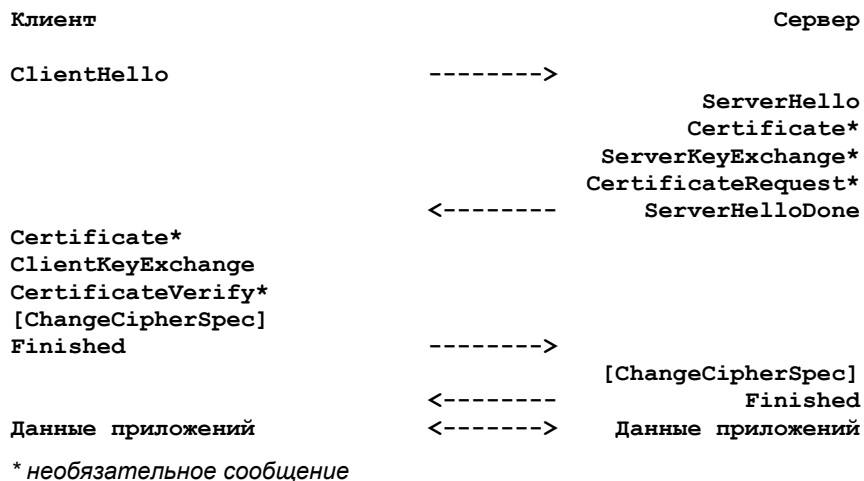 Клиент Сервер
ClientHello -------->
ServerHello
Certificate*
ServerKeyExchange*
CertificateRequest*
<-------- ServerHelloDone
Certificate*
ClientKeyExchange
CertificateVerify*
[ChangeCipherSpec]
Finished -------->
[ChangeCipherSpec]
<-------- Finished
Данные приложений <-------> Данные приложений
* необязательное сообщение